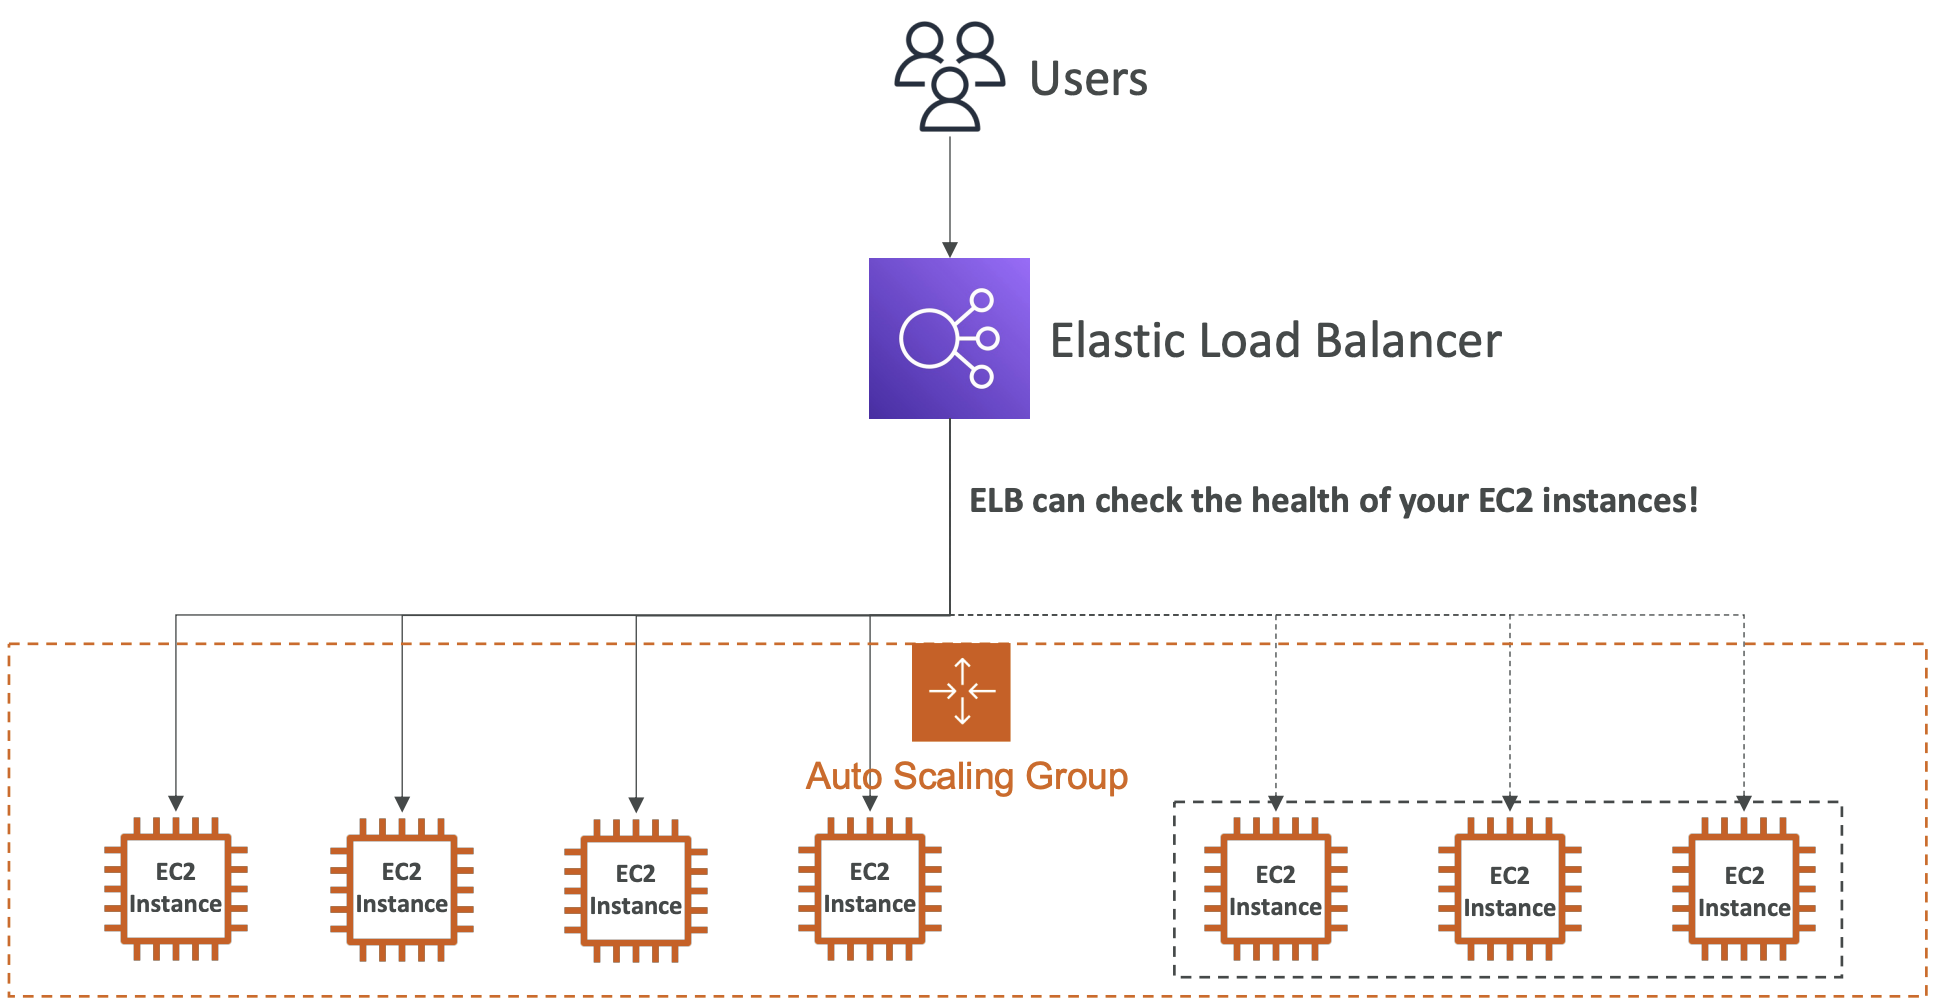 Users
Elastic Load Balancer
ELB can check the health of your EC2 instances!
Auto Scaling Group
EC2
Instance
EC2
Instance
EC2
Instance
EC2
Instance
EC2
Instance
EC2
Instance
EC2
Instance